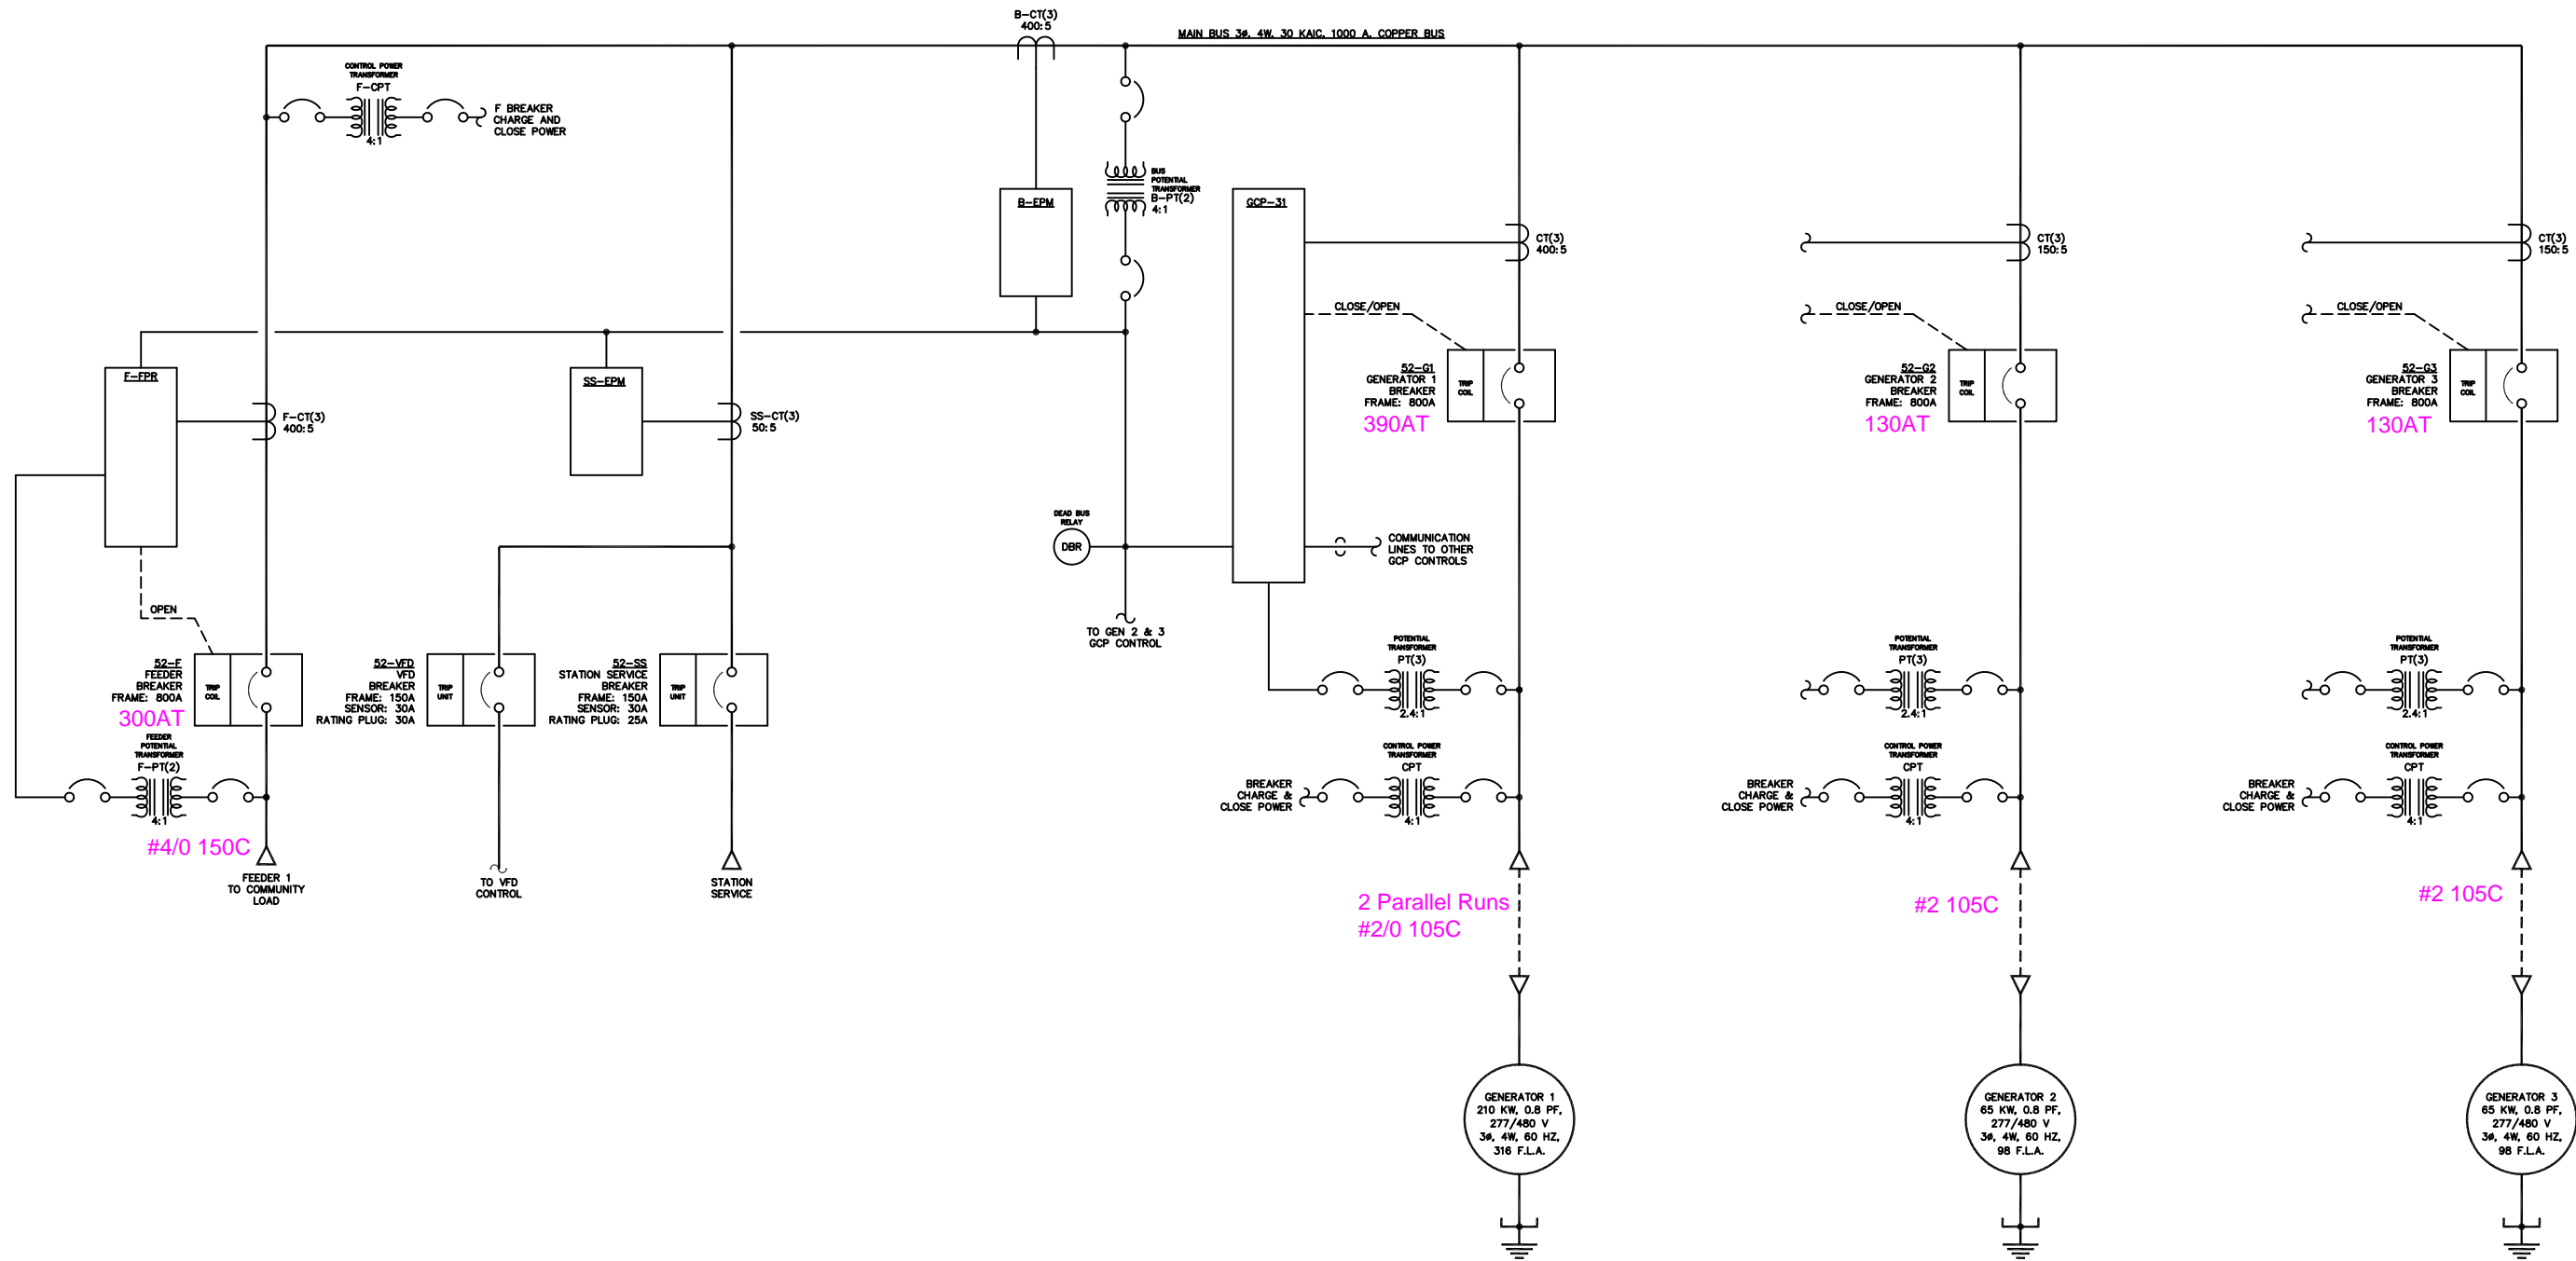 B-CT(3)
400:5
MAIN BUS 3ø, 4W, 30 KAIC, 1000 A, COPPER BUS
CONTROL POWER
TRANSFORMER
F-CPT
4:1
F BREAKER
CHARGE AND
CLOSE POWER
B-EPM
BUS
POTENTIAL
TRANSFORMER
B-PT(2)
4:1
GCP-31
CT(3)
400:5
CT(3)
150:5
CT(3)
150:5
CLOSE/OPEN
CLOSE/OPEN
CLOSE/OPEN
F-FPR
F-CT(3)
400:5
SS-EPM
SS-CT(3)
50:5
52-G1
GENERATOR 1
BREAKER
FRAME: 800A
390AT
TRIP
COIL
52-G2
GENERATOR 2
BREAKER
FRAME: 800A
130AT
TRIP
COIL
52-G3
GENERATOR 3
BREAKER
FRAME: 800A
130AT
TRIP
COIL
DEAD BUS
RELAY
DBR
COMMUNICATION
LINES TO OTHER
GCP CONTROLS
TO GEN 2 & 3
GCP CONTROL
OPEN
52-F
FEEDER
BREAKER
FRAME: 800A
300AT
TRIP
COIL
52-VFD
VFD
BREAKER
FRAME: 150A
SENSOR: 30A
RATING PLUG: 30A
TRIP
UNIT
52-SS
STATION SERVICE
BREAKER
FRAME: 150A
SENSOR: 30A
RATING PLUG: 25A
TRIP
UNIT
POTENTIAL
TRANSFORMER
PT(3)
2.4:1
POTENTIAL
TRANSFORMER
PT(3)
2.4:1
POTENTIAL
TRANSFORMER
PT(3)
2.4:1
FEEDER
POTENTIAL
TRANSFORMER
F-PT(2)
4:1
BREAKER
CHARGE &
CLOSE POWER
CONTROL POWER
TRANSFORMER
CPT
4:1
BREAKER
CHARGE &
CLOSE POWER
CONTROL POWER
TRANSFORMER
CPT
4:1
BREAKER
CHARGE &
CLOSE POWER
CONTROL POWER
TRANSFORMER
CPT
4:1
#4/0 150C
FEEDER 1
TO COMMUNITY
LOAD
TO VFD
CONTROL
STATION
SERVICE
2 Parallel Runs
#2/0 105C
#2 105C
#2 105C
GENERATOR 1
210 KW, 0.8 PF,
277/480 V
3ø, 4W, 60 HZ,
316 F.L.A.
GENERATOR 2
65 KW, 0.8 PF,
277/480 V
3ø, 4W, 60 HZ,
98 F.L.A.
GENERATOR 3
65 KW, 0.8 PF,
277/480 V
3ø, 4W, 60 HZ,
98 F.L.A.